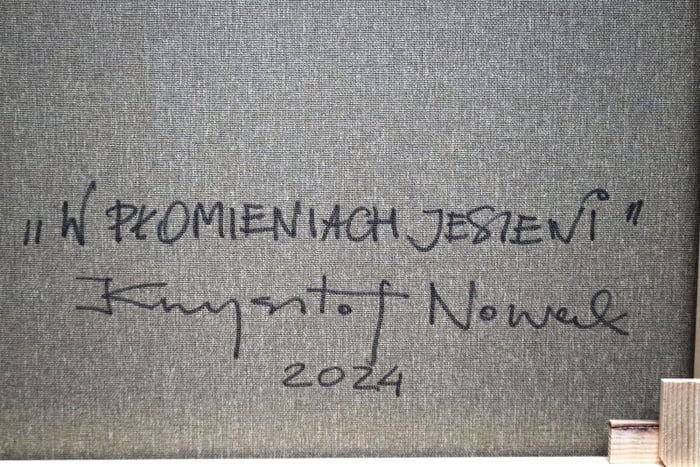 „W PŁOMIENIACH JESIENI"
Krzysztof Nowak
2024